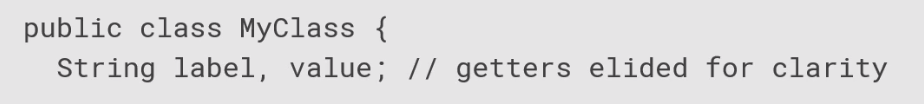 public class MyClass {
  String label, value; // getters elided for clarity